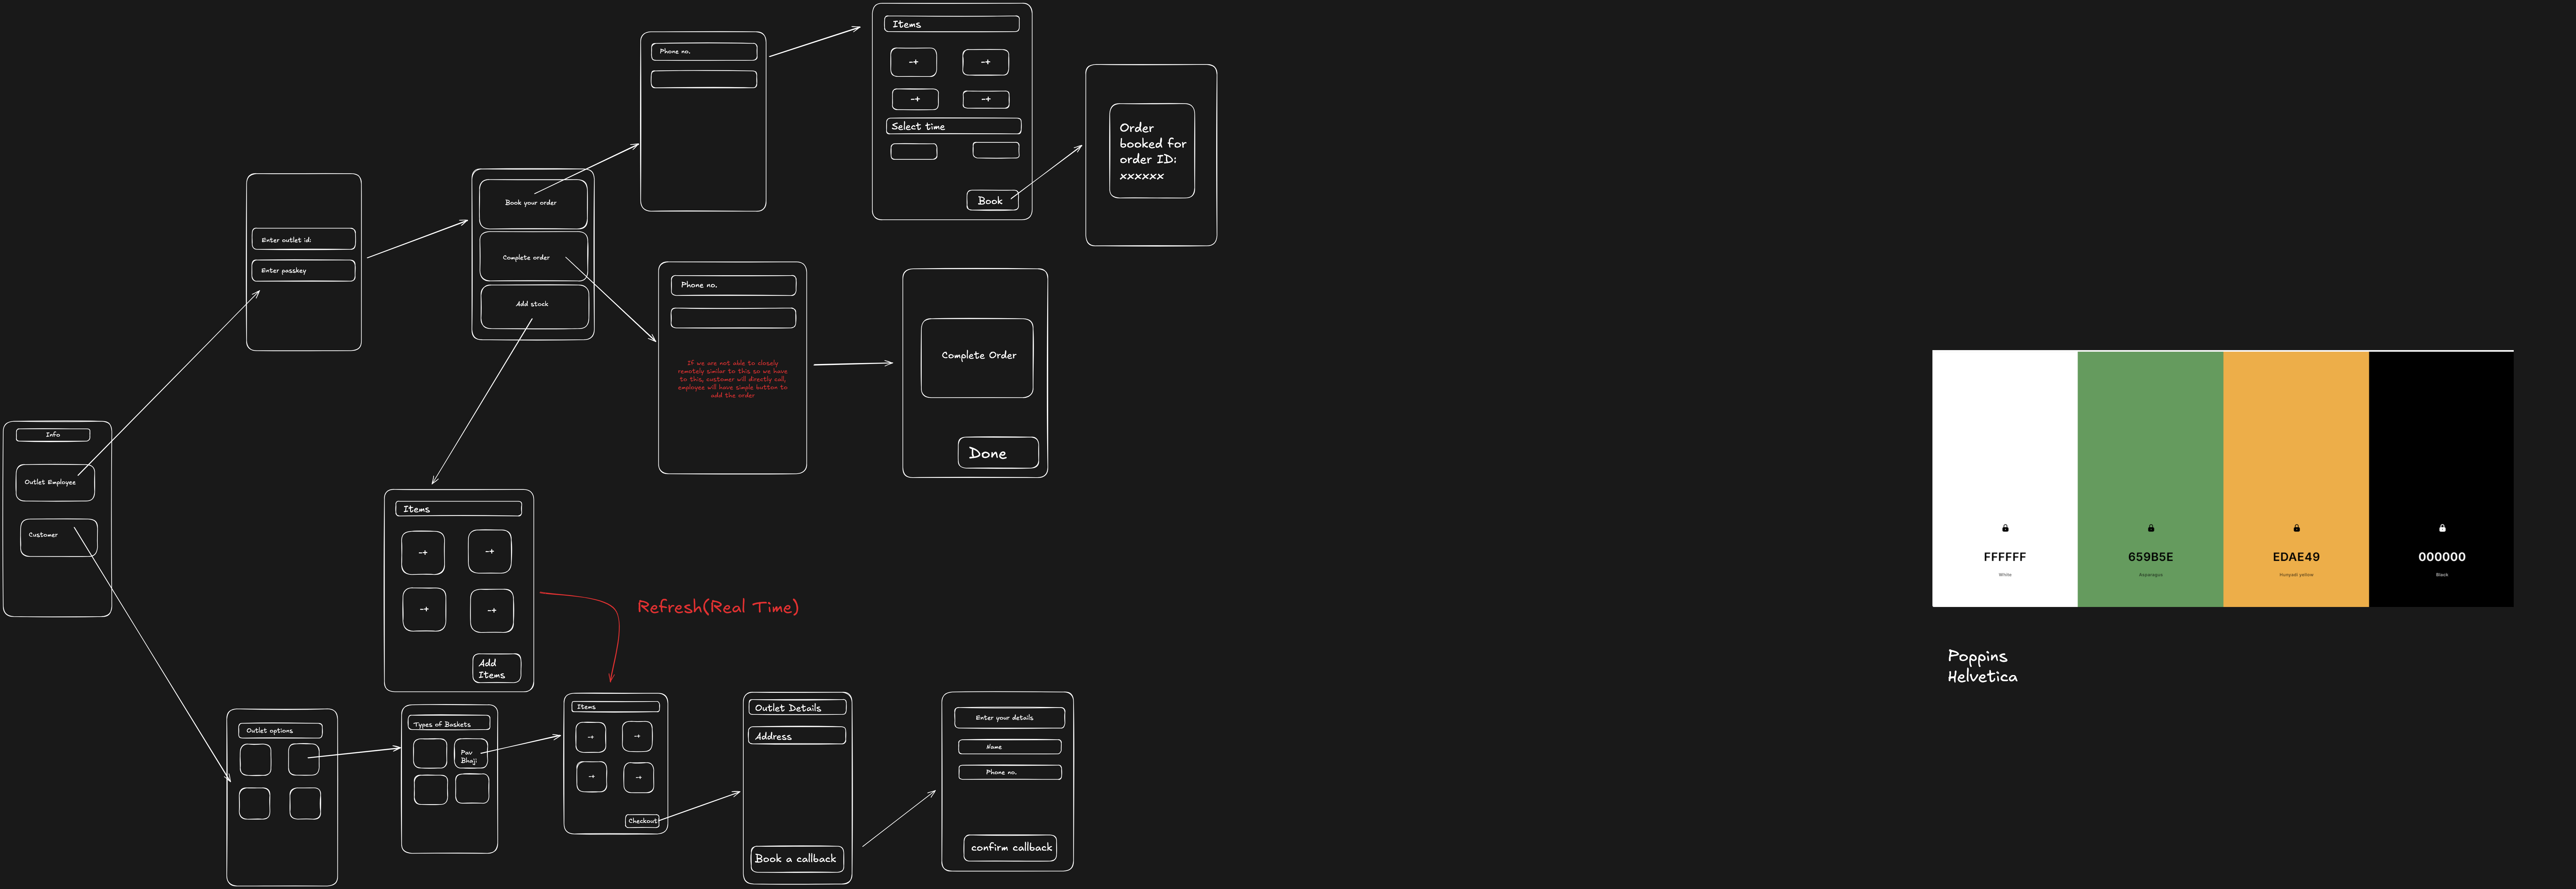 Info
Outlet Employee
Customer
Enter outlet id:
Enter passkey
Book your order
Complete order
Add stock
Phone no.
Items
-+
-+
-+
-+
Select time
Book
Order
booked for
order ID:
xxxxxx
Phone no.
If we are not able to closely
remotely similar to this so we have
to this, customer will directly call,
employee will have simple button to
add the order
Complete Order
Done
Items
-+
-+
-+
-+
Add
Items
Refresh(Real Time)
Outlet options
Types of Baskets
Pav
Bhaji
Items
-+
-+
-+
-+
Checkout
Outlet Details
Address
Book a callback
Enter your details
Name
Phone no.
confirm callback
FFFFFF
White
659B5E
Asparagus
EDAE49
Hunyadi yellow
000000
Black
Poppins
Helvetica